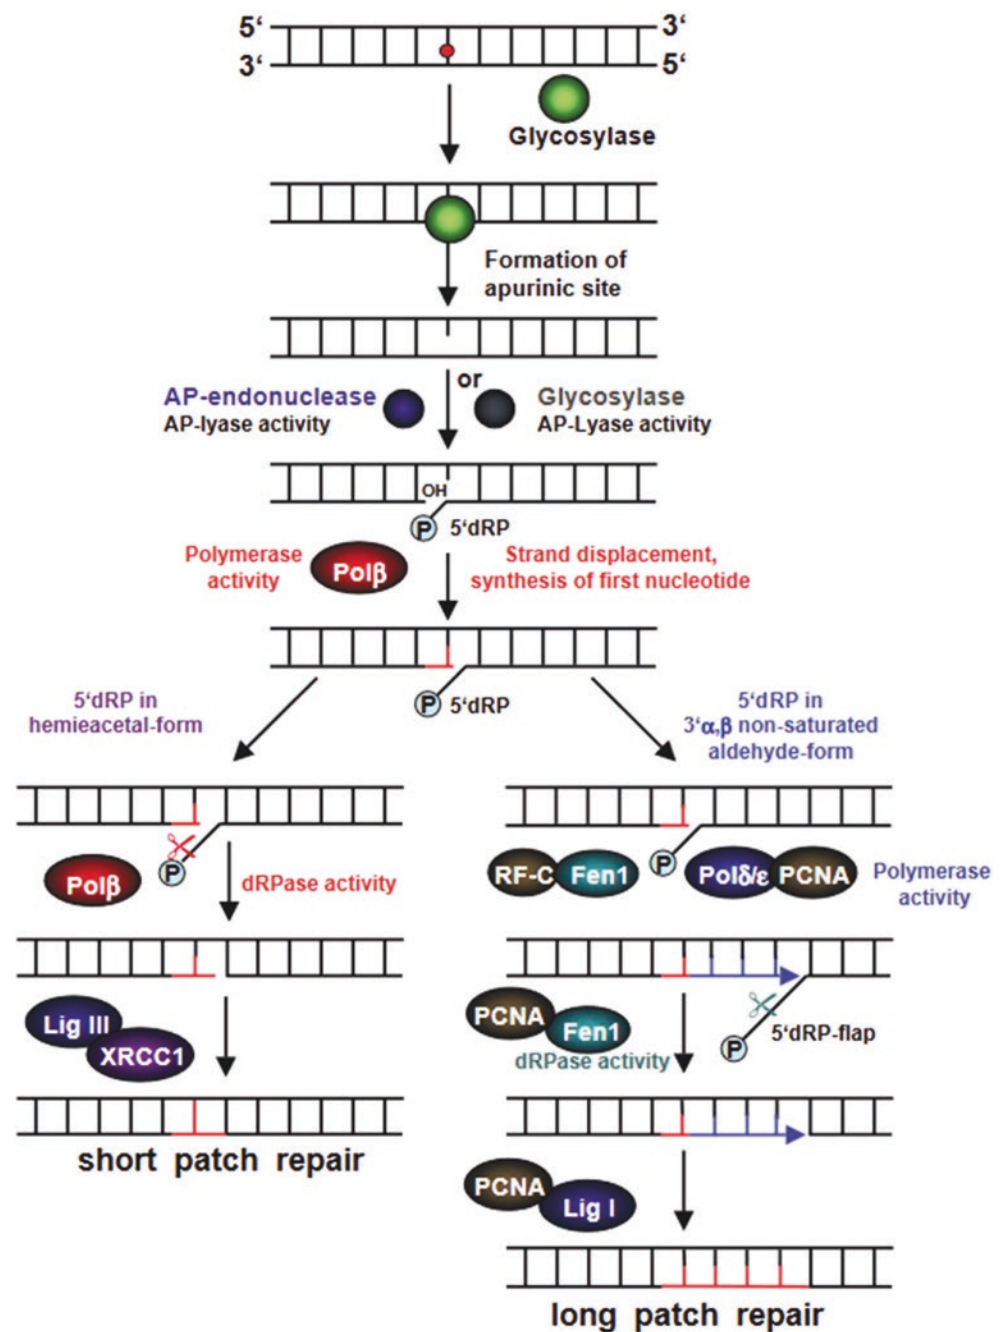 5‘ 3‘
3‘ 5‘
Glycosylase
Formation of
apurinic site
or
AP-endonuclease
AP-lyase activity
Glycosylase
AP-Lyase activity
OH
P 5‘dRP
Polymerase
activity
Polβ
Strand displacement,
synthesis of first nucleotide
P 5‘dRP
5‘dRP in
hemieacetal-form
5‘dRP in
3‘α,β non-saturated
aldehyde-form
P
Polβ
dRPase activity
Lig III
XRCC1
short patch repair
P
RF-C Fen1
Polδ/ε PCNA
Polymerase
activity
PCNA
Fen1
dRPase activity
P
5‘dRP-flap
PCNA
Lig I
long patch repair